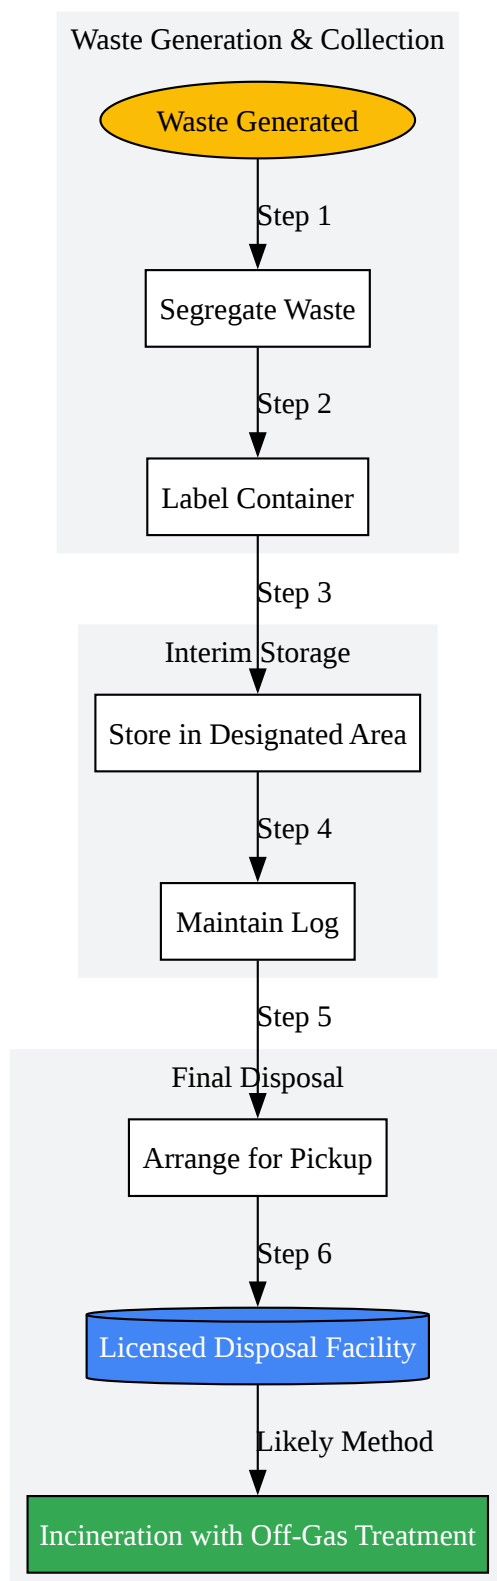 Waste Generation & Collection
Waste Generated
Step 1
Segregate Waste
Step 2
Label Container
Step 3
Interim Storage
Store in Designated Area
Step 4
Maintain Log
Step 5
Final Disposal
Arrange for Pickup
Step 6
Licensed Disposal Facility
Likely Method
Incineration with Off-Gas Treatment